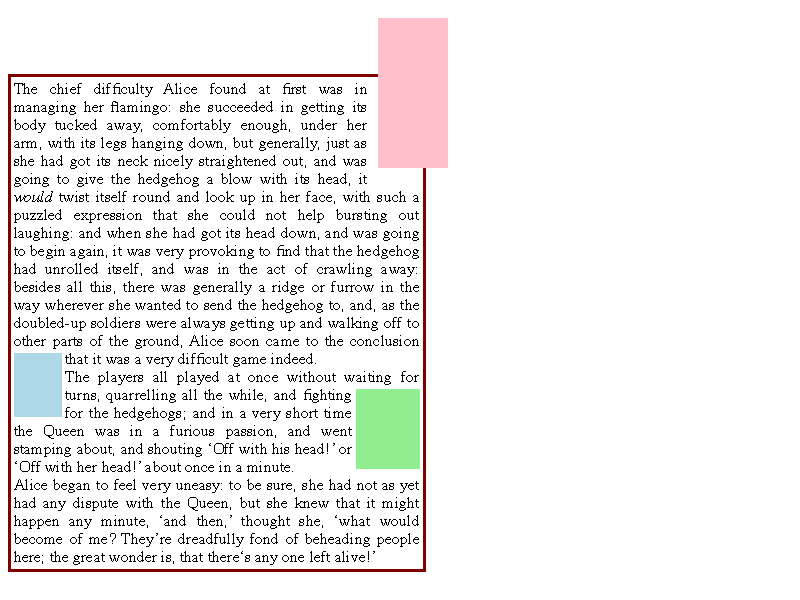 The chief difficulty Alice found at first was in
managing her flamingo: she succeeded in getting its
body tucked away, comfortably enough, under her
arm, with its legs hanging down, but generally, just as
she had got its neck nicely straightened out, and was
going to give the hedgehog a blow with its head, it
would twist itself round and look up in her face, with such a
puzzled expression that she could not help bursting out
laughing: and when she had got its head down, and was going
to begin again, it was very provoking to find that the hedgehog
had unrolled itself, and was in the act of crawling away:
besides all this, there was generally a ridge or furrow in the
way wherever she wanted to send the hedgehog to, and, as the
doubled-up soldiers were always getting up and walking off to
other parts of the ground, Alice soon came to the conclusion
that it was a very difficult game indeed.
The players all played at once without waiting for
turns, quarrelling all the while, and fighting
for the hedgehogs; and in a very short time
the Queen was in a furious passion, and went
stamping about, and shouting ‘Off with his head!’ or
‘Off with her head!’ about once in a minute.
Alice began to feel very uneasy: to be sure, she had not as yet
had any dispute with the Queen, but she knew that it might
happen any minute, ‘and then,’ thought she, ‘what would
become of me? They’re dreadfully fond of beheading people
here; the great wonder is, that there‘s any one left alive!’